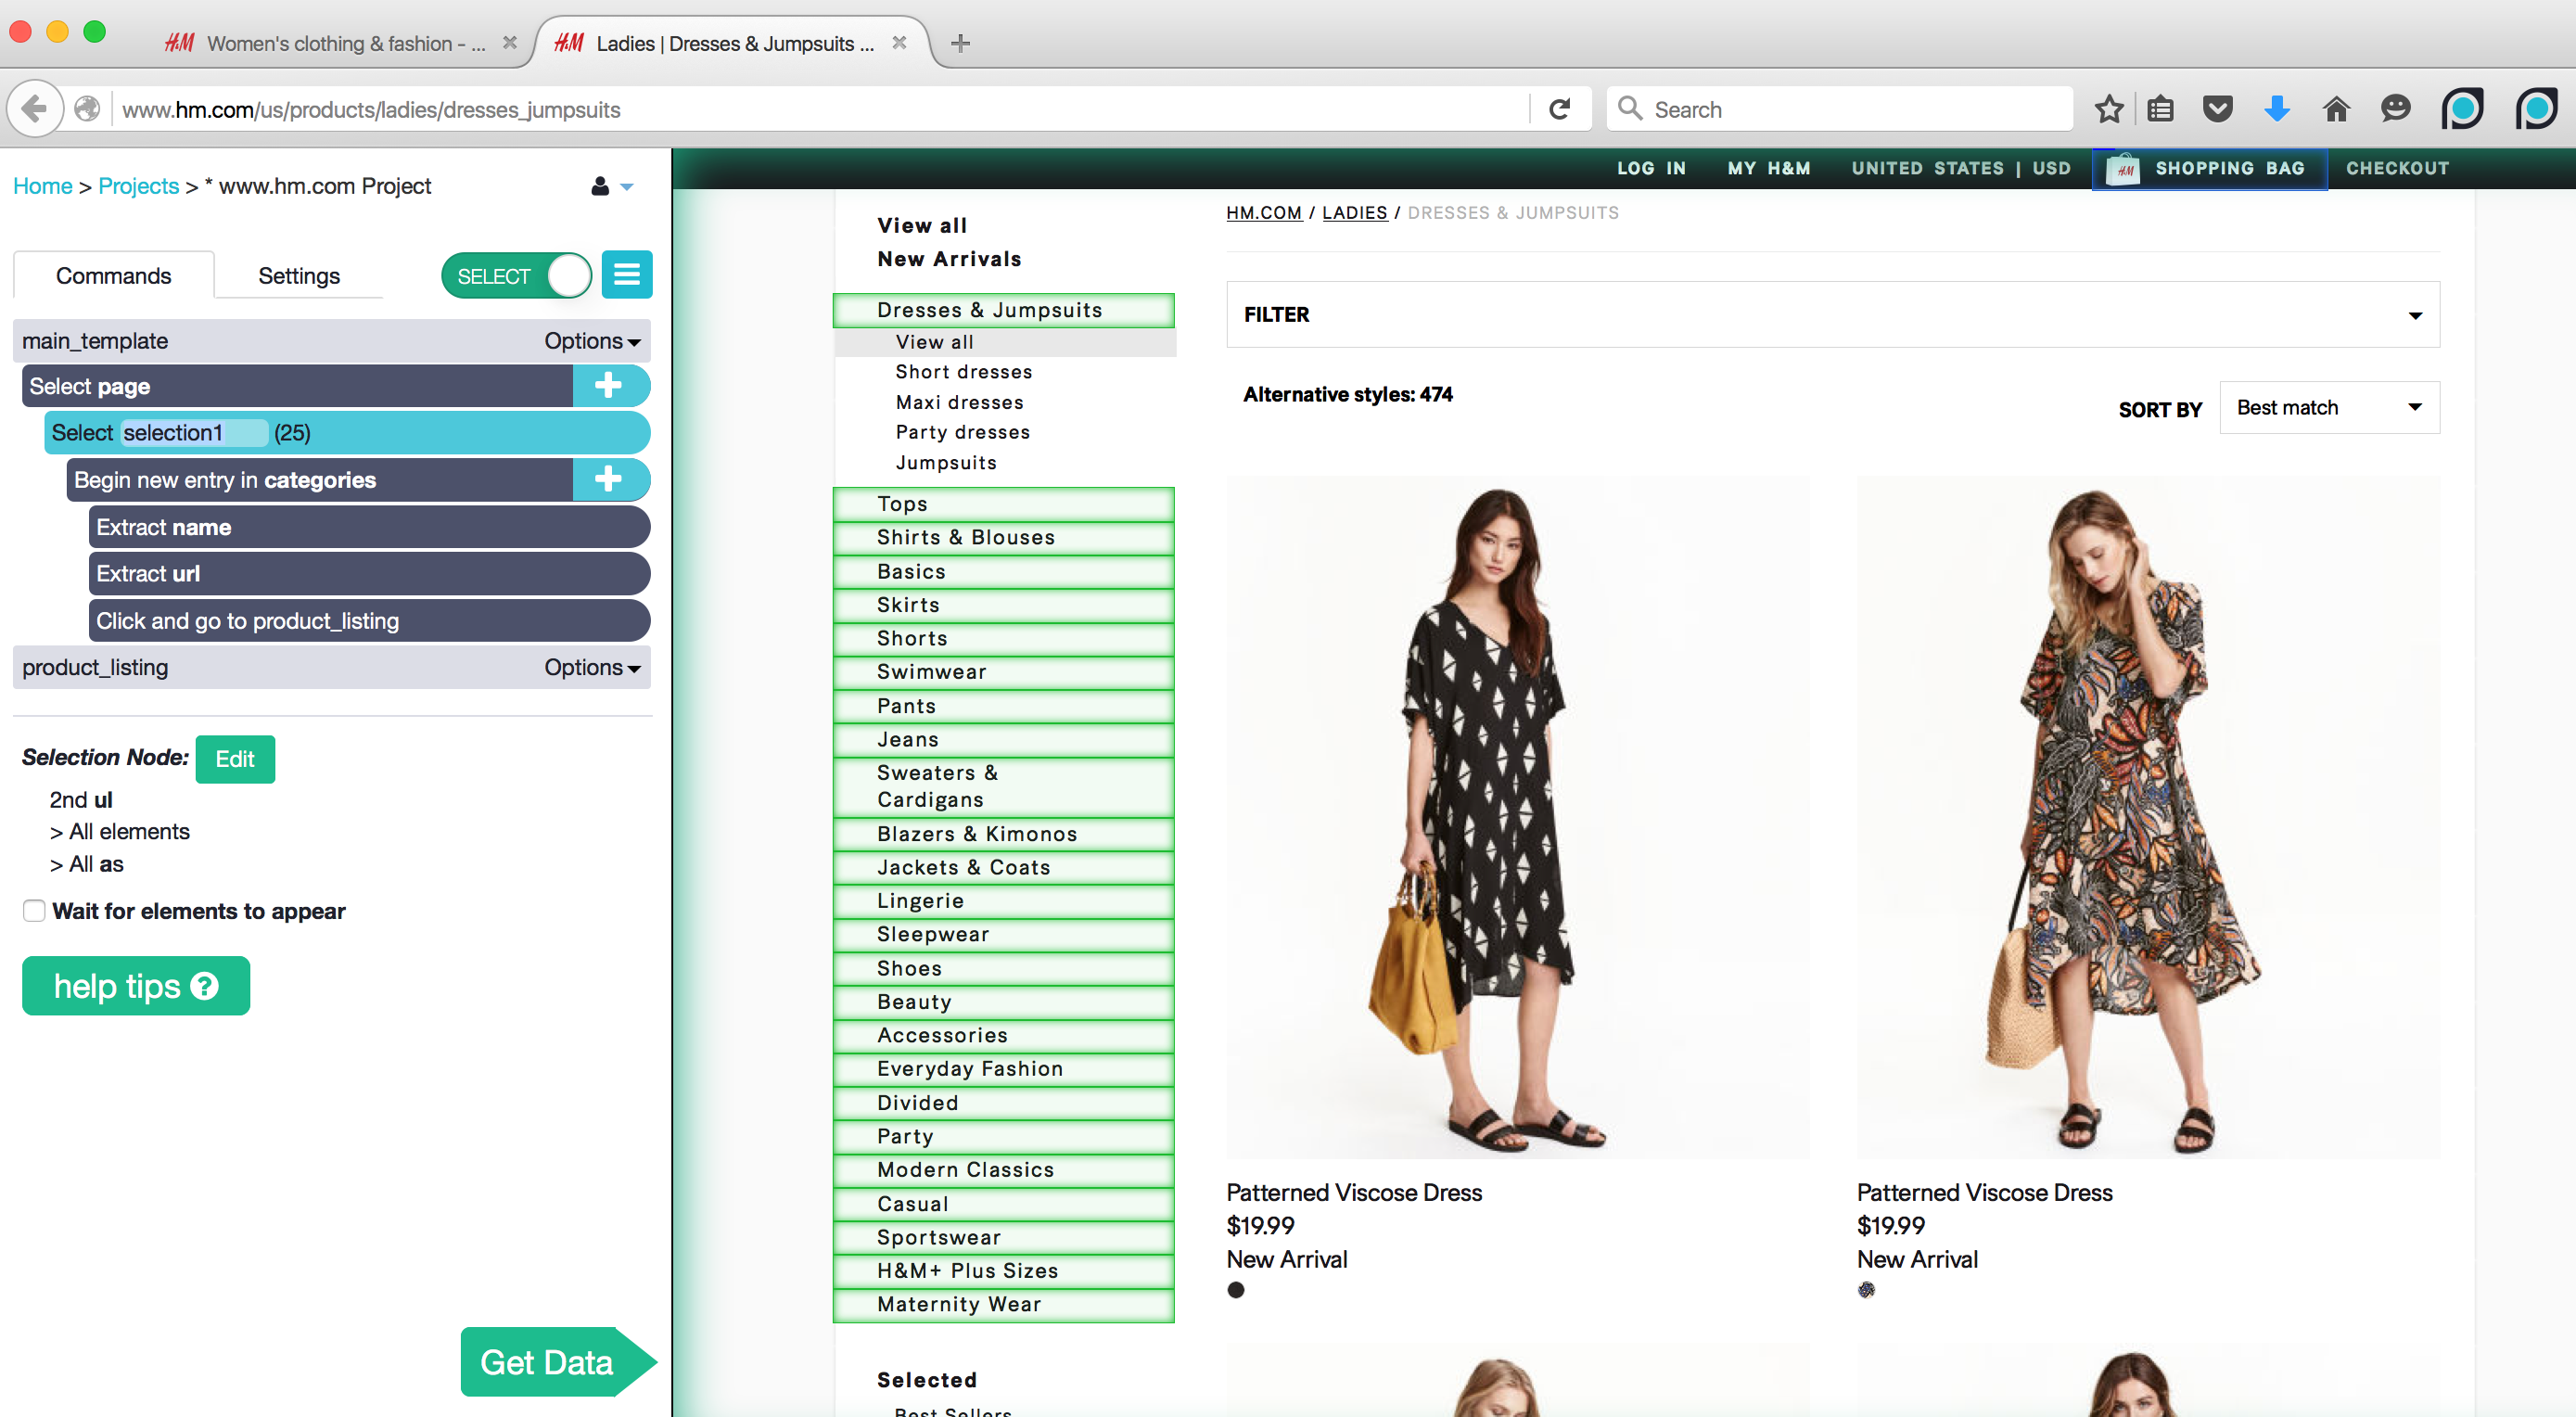 H&M Women's clothing & fashion - ...
H&M Ladies | Dresses & Jumpsuits ...
www.hm.com/us/products/ladies/dresses_jumpsuits
Search
Home > Projects > * www.hm.com Project
Commands
Settings
SELECT
main_template
Options
Select page
Select selection1 (25)
Begin new entry in categories
Extract name
Extract url
Click and go to product_listing
product_listing
Options
Selection Node:
Edit
2nd ul
> All elements
> All as
Wait for elements to appear
help tips ?
Get Data
LOG IN
MY H&M
UNITED STATES | USD
H&M
SHOPPING BAG
CHECKOUT
View all
New Arrivals
Dresses & Jumpsuits
View all
Short dresses
Maxi dresses
Party dresses
Jumpsuits
Tops
Shirts & Blouses
Basics
Skirts
Shorts
Swimwear
Pants
Jeans
Sweaters &
Cardigans
Blazers & Kimonos
Jackets & Coats
Lingerie
Sleepwear
Shoes
Beauty
Accessories
Everyday Fashion
Divided
Party
Modern Classics
Casual
Sportswear
H&M+ Plus Sizes
Maternity Wear
Selected
Best Sellers
HM.COM / LADIES / DRESSES & JUMPSUITS
FILTER
Alternative styles: 474
SORT BY
Best match
Patterned Viscose Dress
$19.99
New Arrival
Patterned Viscose Dress
$19.99
New Arrival